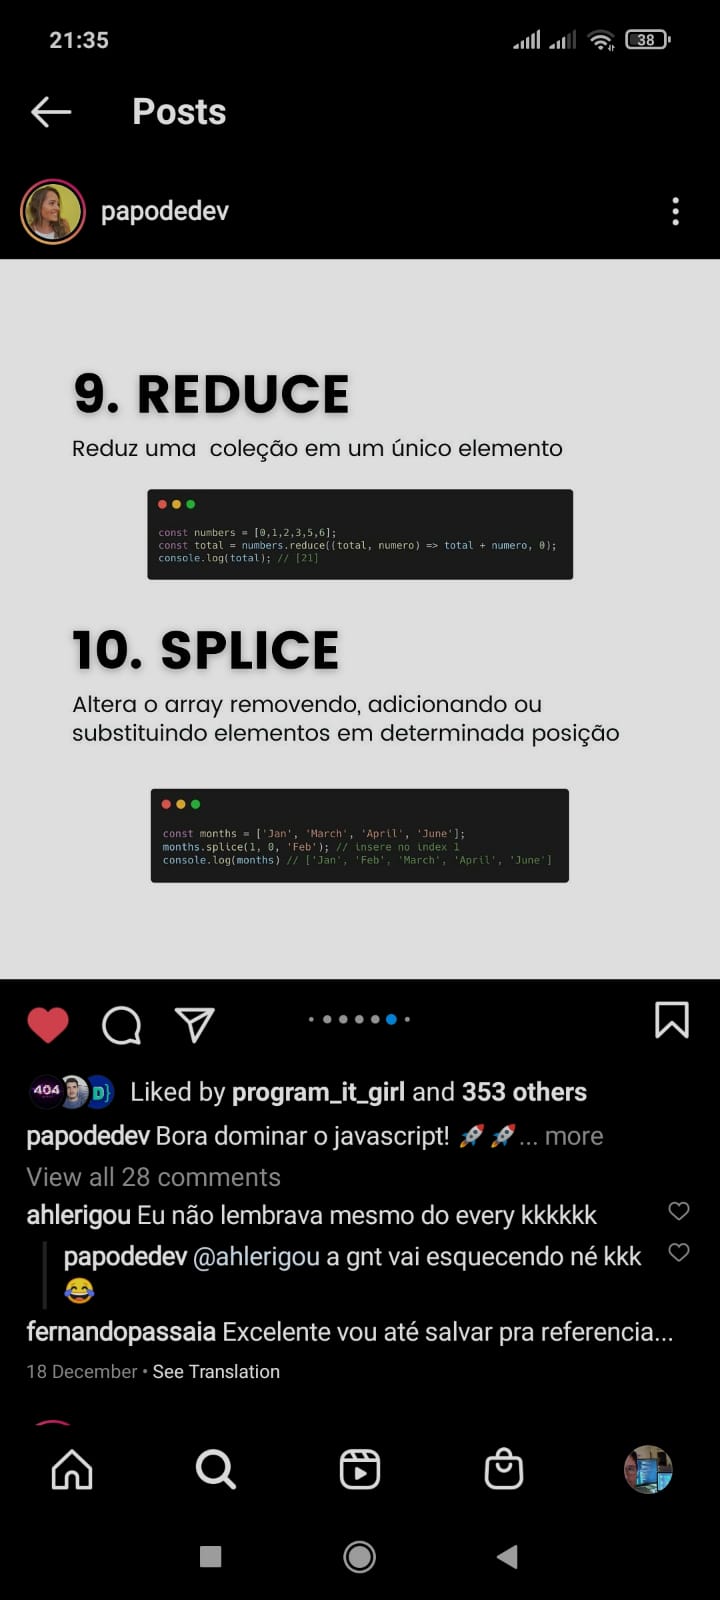 21:35
38
Posts
papodedev
9. REDUCE
Reduz uma  coleção em um único elemento
const numbers = [0,1,2,3,5,6];
const total = numbers.reduce((total, numero) => total + numero, 0);
console.log(total); // [21]
10. SPLICE
Altera o array removendo, adicionando ou
substituindo elementos em determinada posição
const months = ['Jan', 'March', 'April', 'June'];
months.splice(1, 0, 'Feb'); // insere no index 1
console.log(months) // ['Jan', 'Feb', 'March', 'April', 'June']
404 D}
Liked by program_it_girl and 353 others
papodedev Bora dominar o javascript! 🚀 🚀... more
View all 28 comments
ahlerigou Eu não lembrava mesmo do every kkkkkk
papodedev @ahlerigou a gnt vai esquecendo né kkk
😂
fernandopassaia Excelente vou até salvar pra referencia...
18 December • See Translation